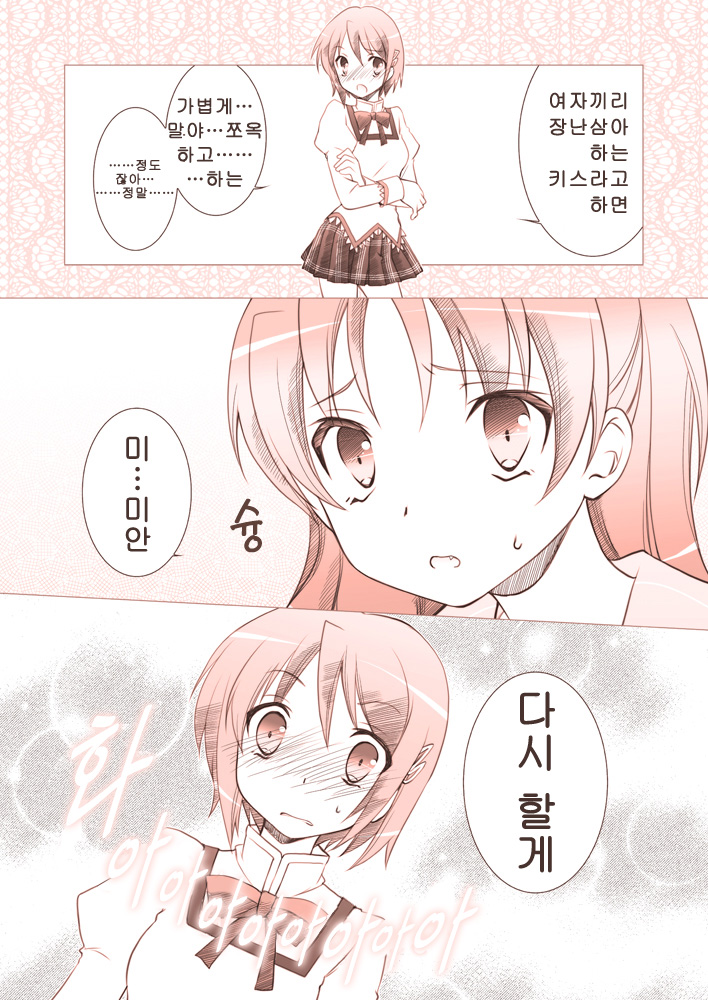 여자끼리
장난삼아
하는
키스라고
하면
가볍게…
말야…쪼옥
하고……
…하는
……정도
잖아…
……정말……
미…미안
슝
다시 할게
화아아아아아아아아